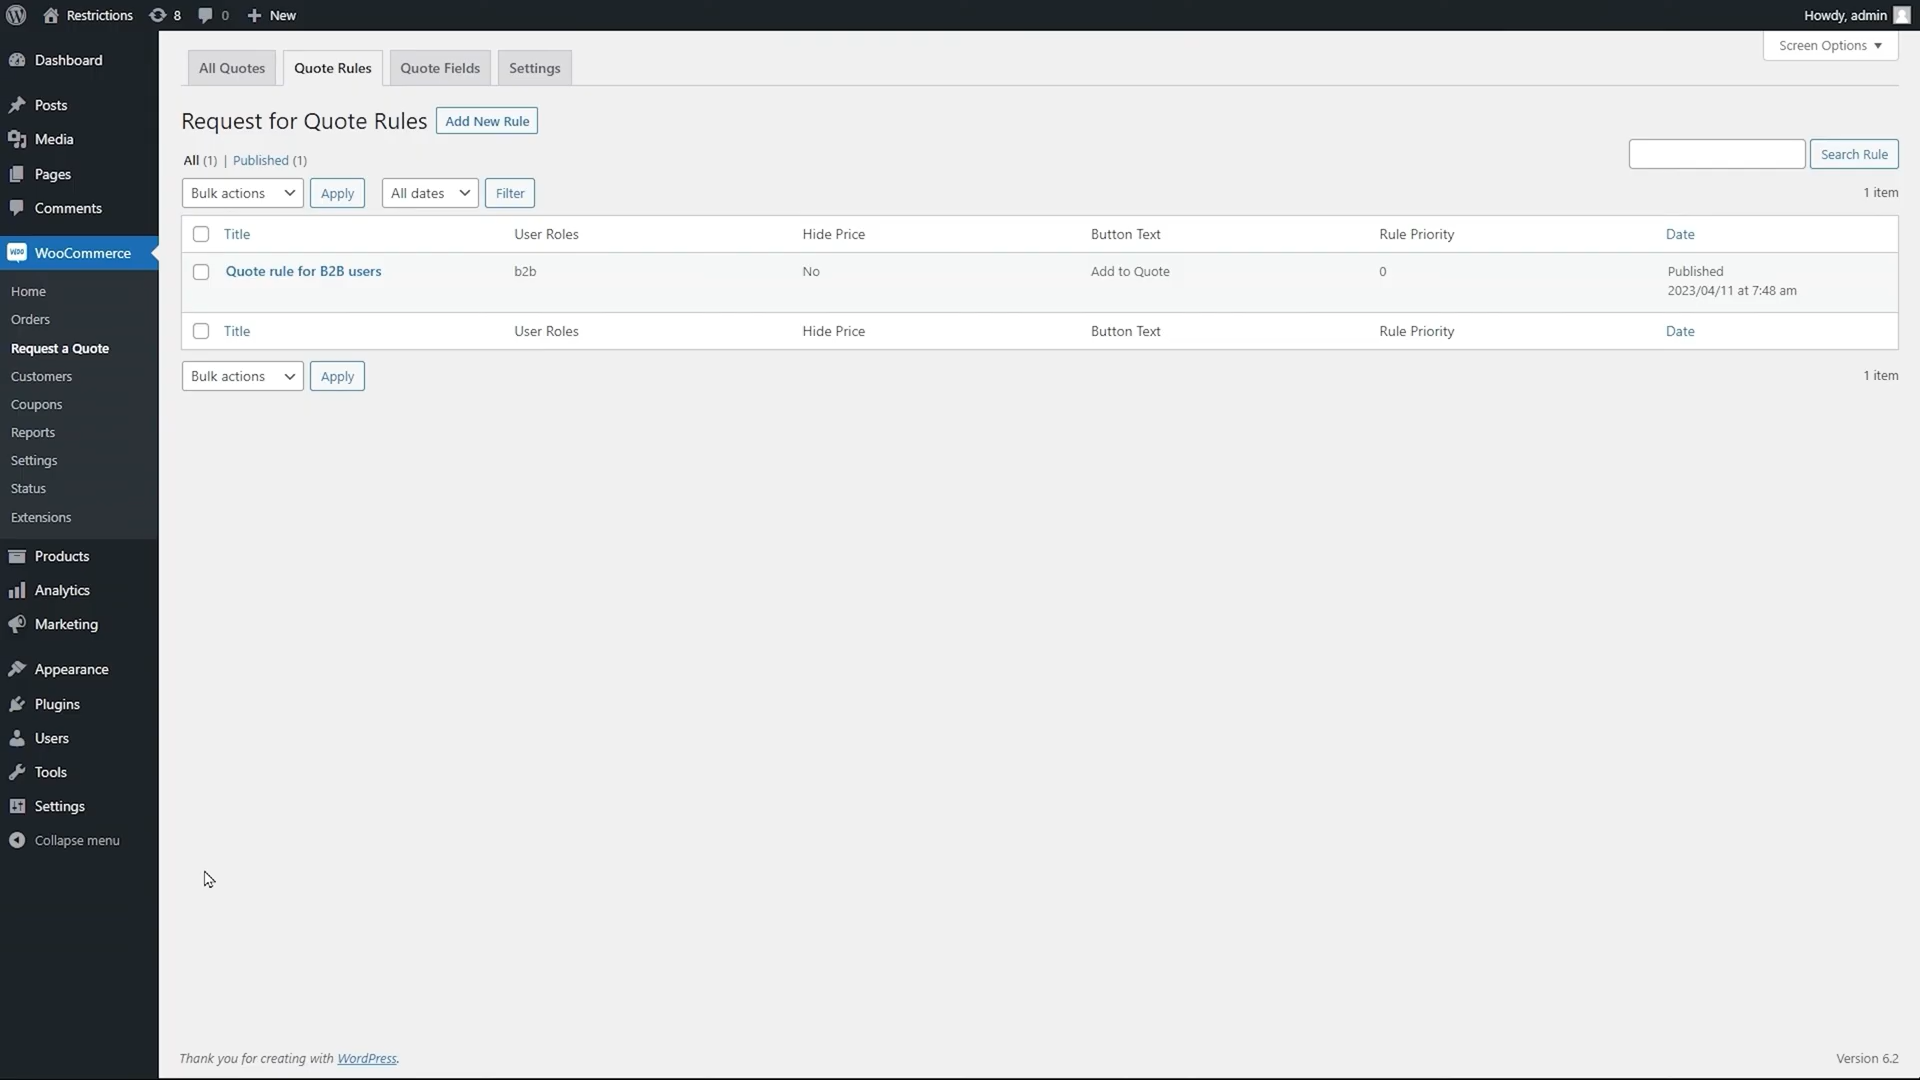 Restrictions 8 0 New Howdy, admin
Screen Options
Dashboard
Posts
Media
Pages
Comments
WooCommerce
Home
Orders
Request a Quote
Customers
Coupons
Reports
Settings
Status
Extensions
Products
Analytics
Marketing
Appearance
Plugins
Users
Tools
Settings
Collapse menu
All Quotes Quote Rules Quote Fields Settings
Request for Quote Rules Add New Rule
All (1) | Published (1)
Search Rule
Bulk actions Apply All dates Filter 1 item
Title User Roles Hide Price Button Text Rule Priority Date
Quote rule for B2B users b2b No Add to Quote 0 Published
2023/04/11 at 7:48 am
Title User Roles Hide Price Button Text Rule Priority Date
Bulk actions Apply 1 item
Thank you for creating with WordPress. Version 6.2